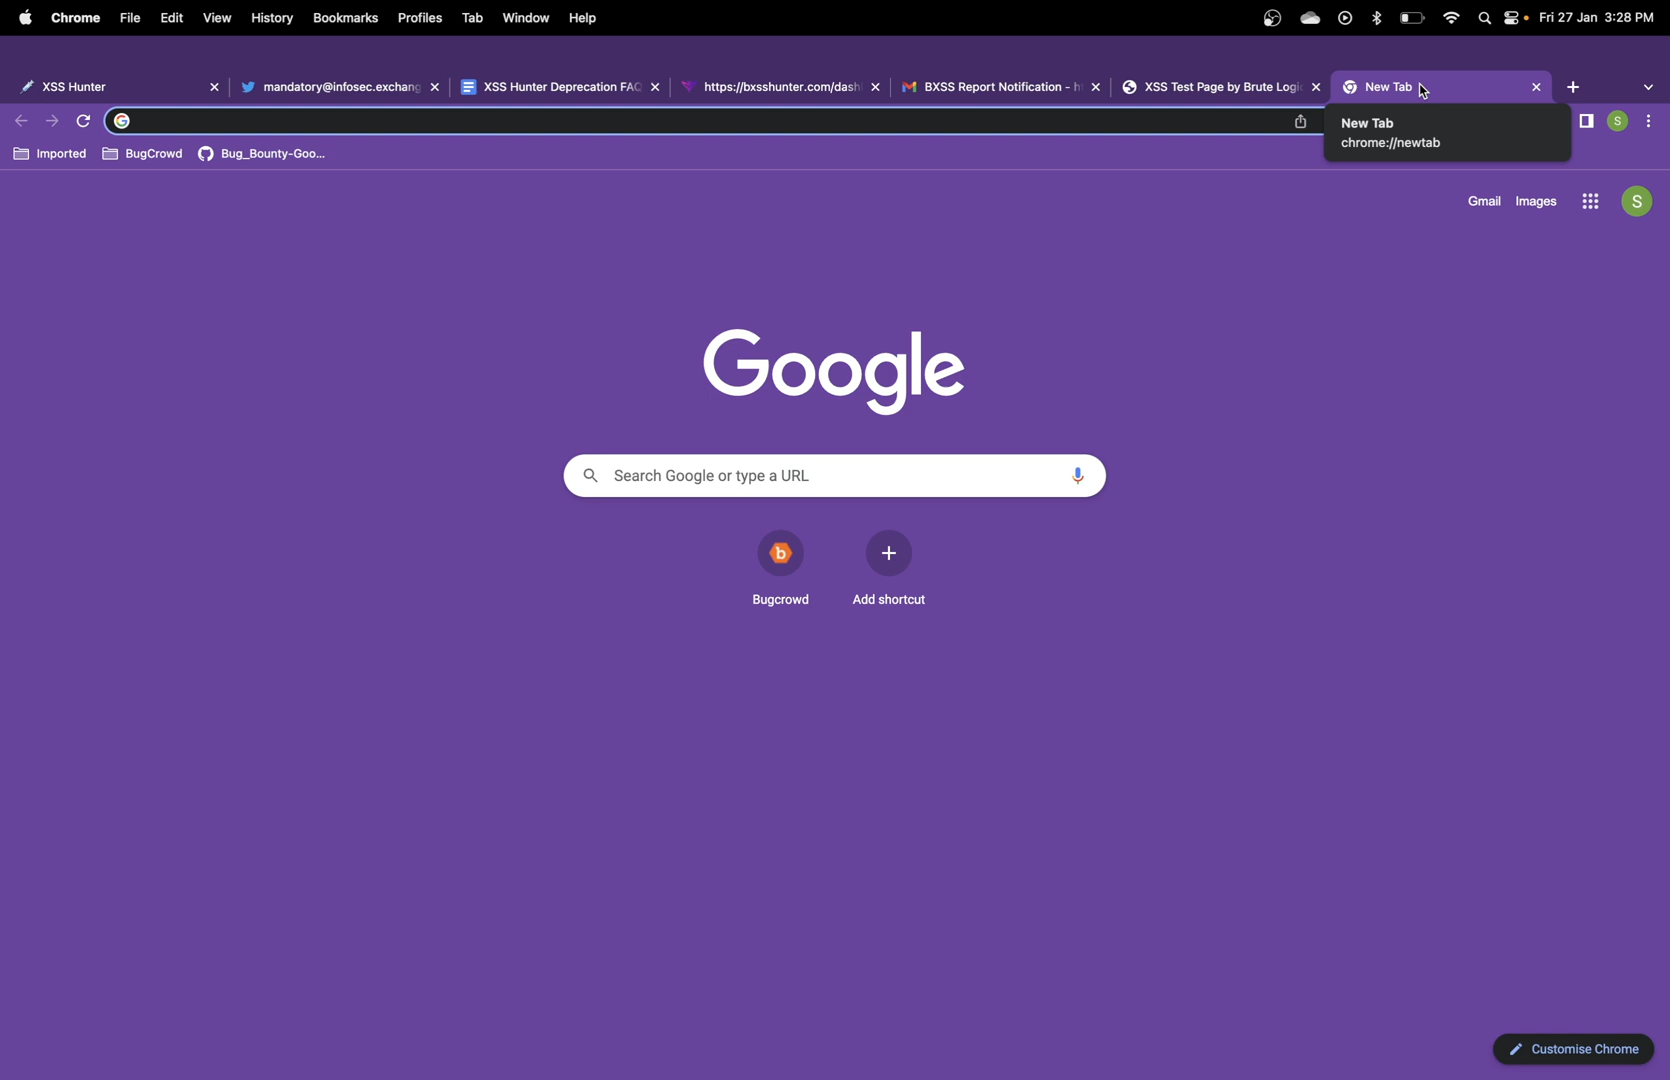 Chrome File Edit View History Bookmarks Profiles Tab Window Help Fri 27 Jan 3:28 PM
XSS Hunter mandatory@infosec.exchang XSS Hunter Deprecation FAQ https://bxsshunter.com/dash BXSS Report Notification - h XSS Test Page by Brute Logi New Tab
S
New Tab
chrome://newtab
Imported BugCrowd Bug_Bounty-Goo...
Gmail Images S
Google
Search Google or type a URL
b
Bugcrowd Add shortcut
Customise Chrome